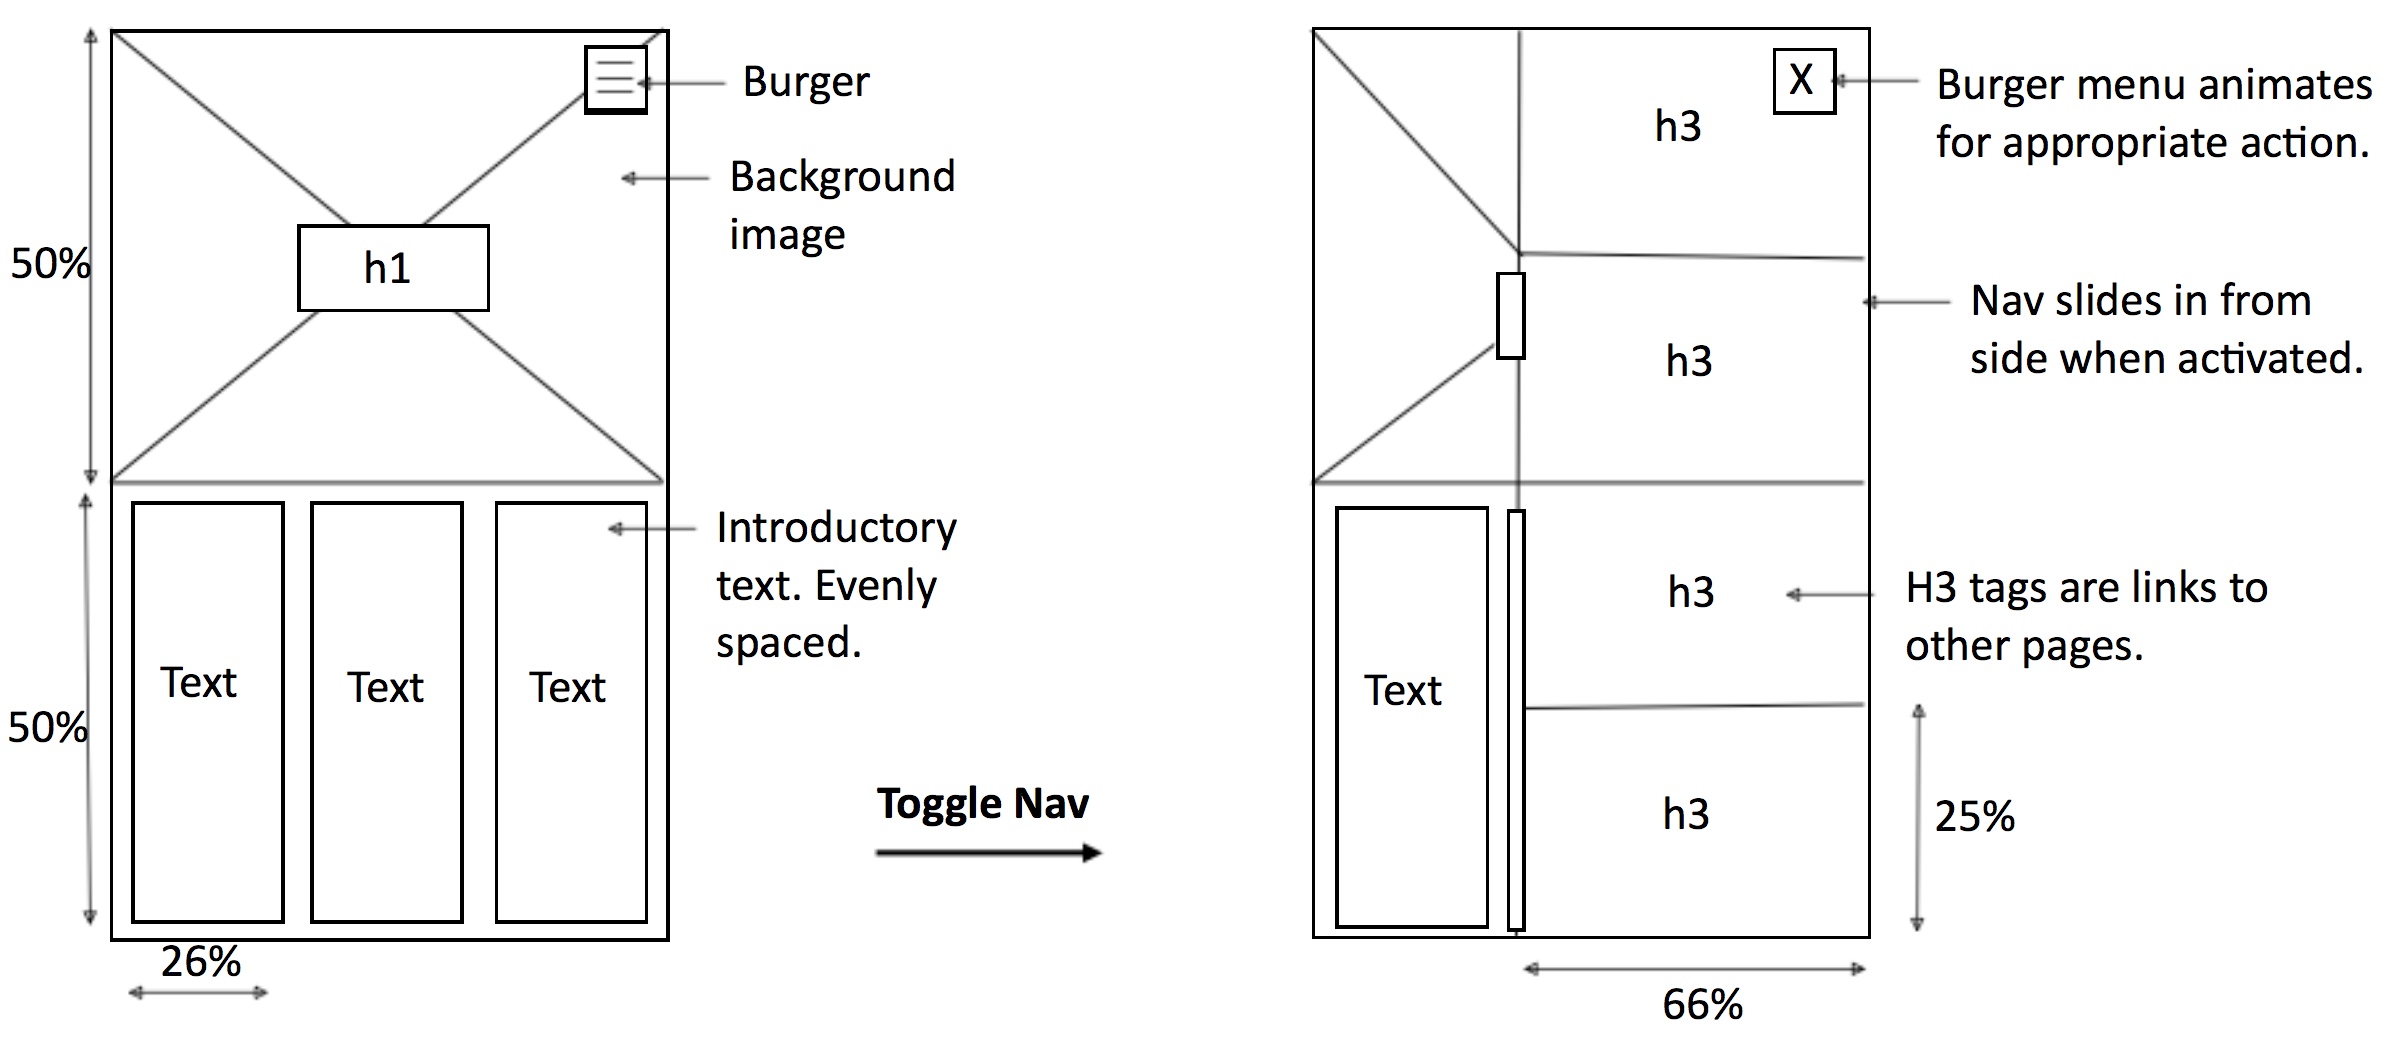 Burger
Background
image
h1
50%
Introductory
text. Evenly
spaced.
Text
Text
Text
50%
26%
Toggle Nav
X
h3
Burger menu animates
for appropriate action.
h3
Nav slides in from
side when activated.
h3
H3 tags are links to
other pages.
Text
h3
25%
66%